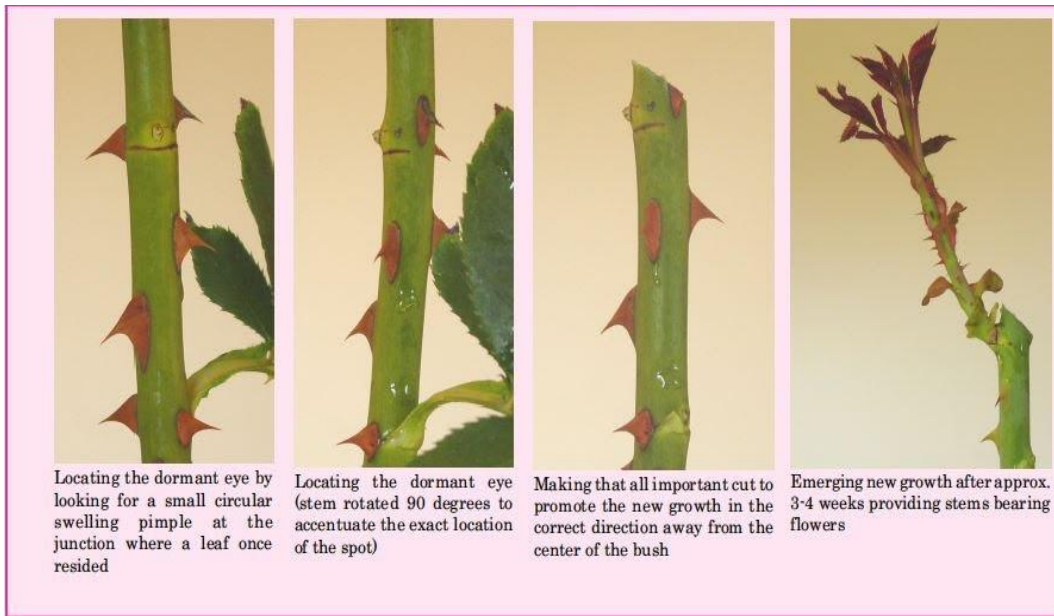 Locating the dormant eye by
looking for a small circular
swelling pimple at the
junction where a leaf once
resided
Locating the dormant eye
(stem rotated 90 degrees to
accentuate the exact location
of the spot)
Making that all important cut to
promote the new growth in the
correct direction away from the
center of the bush
Emerging new growth after approx.
3-4 weeks providing stems bearing
flowers